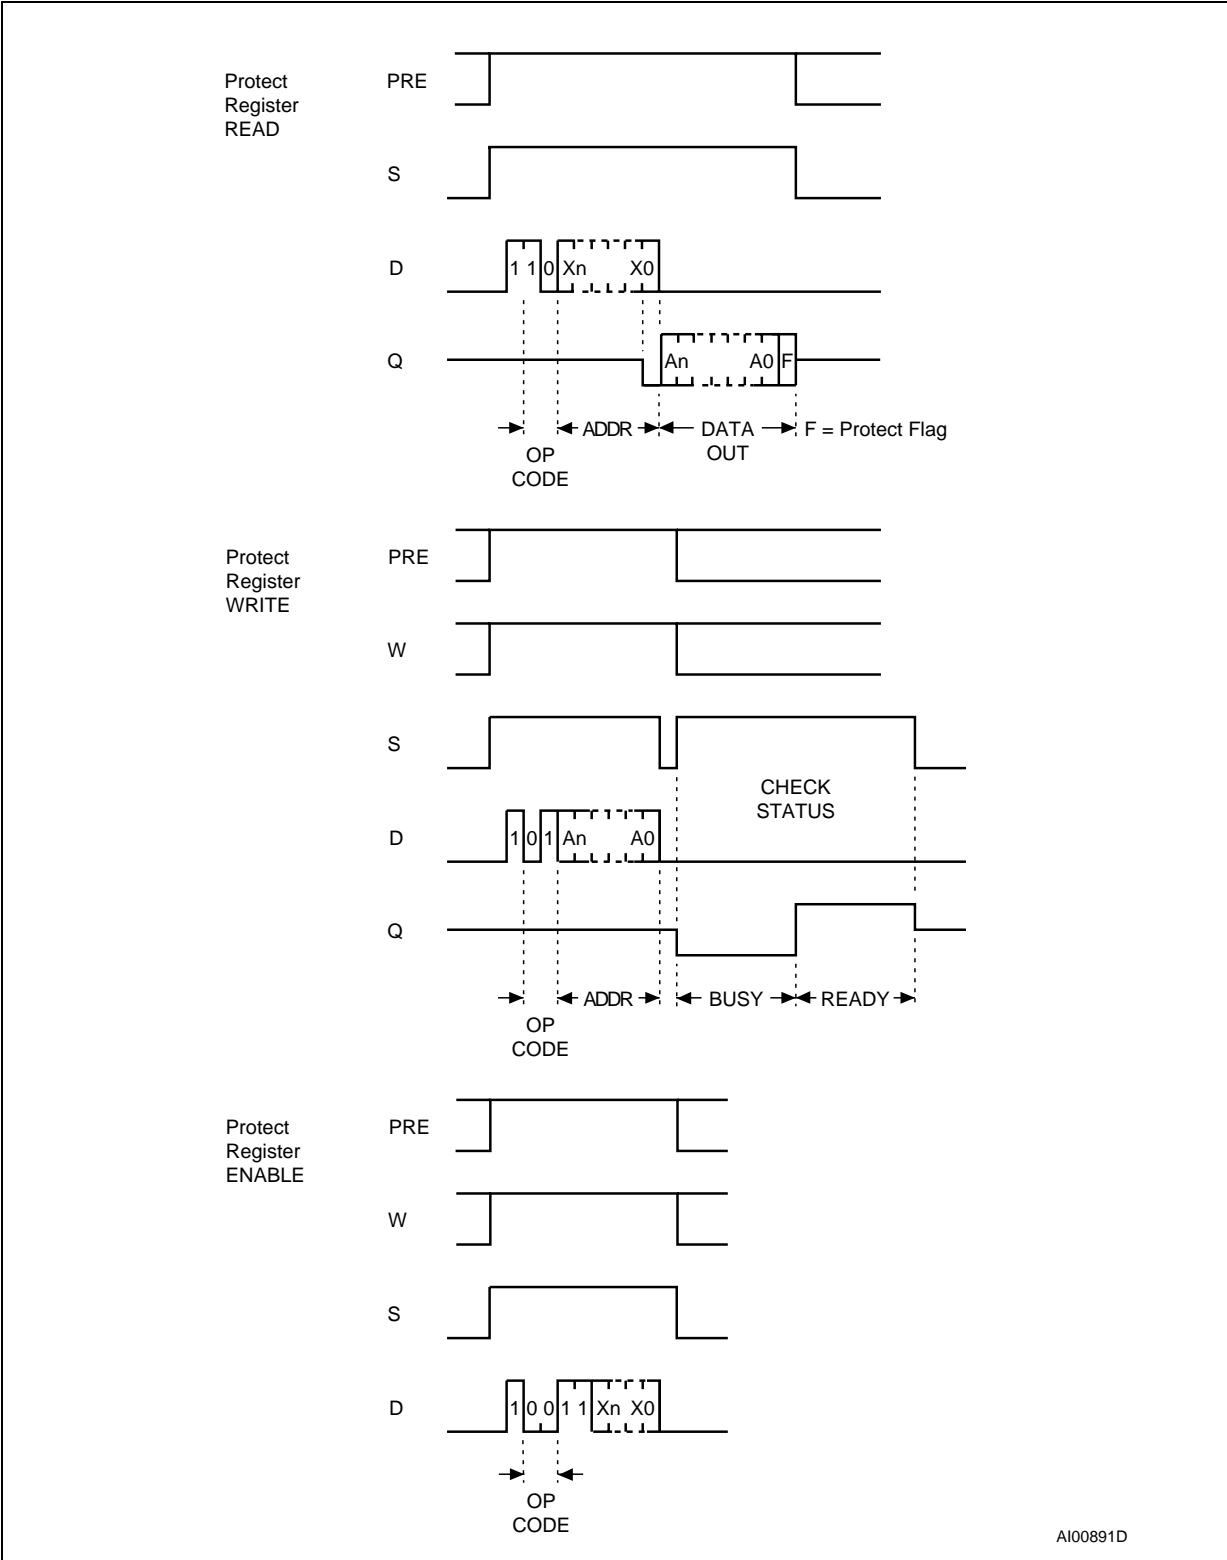 Protect
Register
READ
PRE
S
D
1 1 0 Xn X0
Q
An A0 F
ADDR
DATA
OUT
F = Protect Flag
OP
CODE
Protect
Register
WRITE
PRE
W
S
CHECK
STATUS
D
1 0 1 An A0
Q
ADDR
BUSY
READY
OP
CODE
Protect
Register
ENABLE
PRE
W
S
D
1 0 0 1 1 Xn X0
OP
CODE
AI00891D